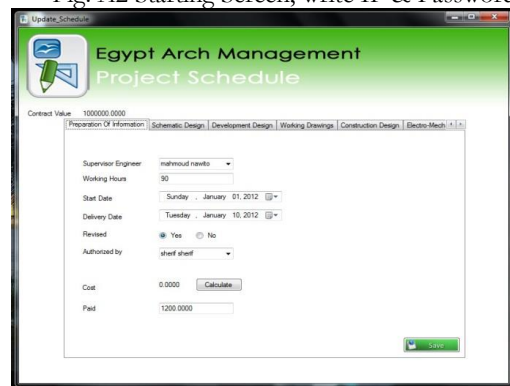 Fig. A2 Starting Screen, write IP & Password
Update_Schedule
Egypt Arch Management
Project Schedule
Contract Value 1000000.0000
Preparation Of Information Schematic Design Development Design Working Drawings Construction Design Electro-Mech
Supervisor Engineer mahmoud nawito
Working Hours 90
Start Date Sunday , January 01, 2012
Delivery Date Tuesday , January 10, 2012
Revised Yes No
Authorized by sherif sherif
Cost 0.0000 Calculate
Paid 1200.0000
Save